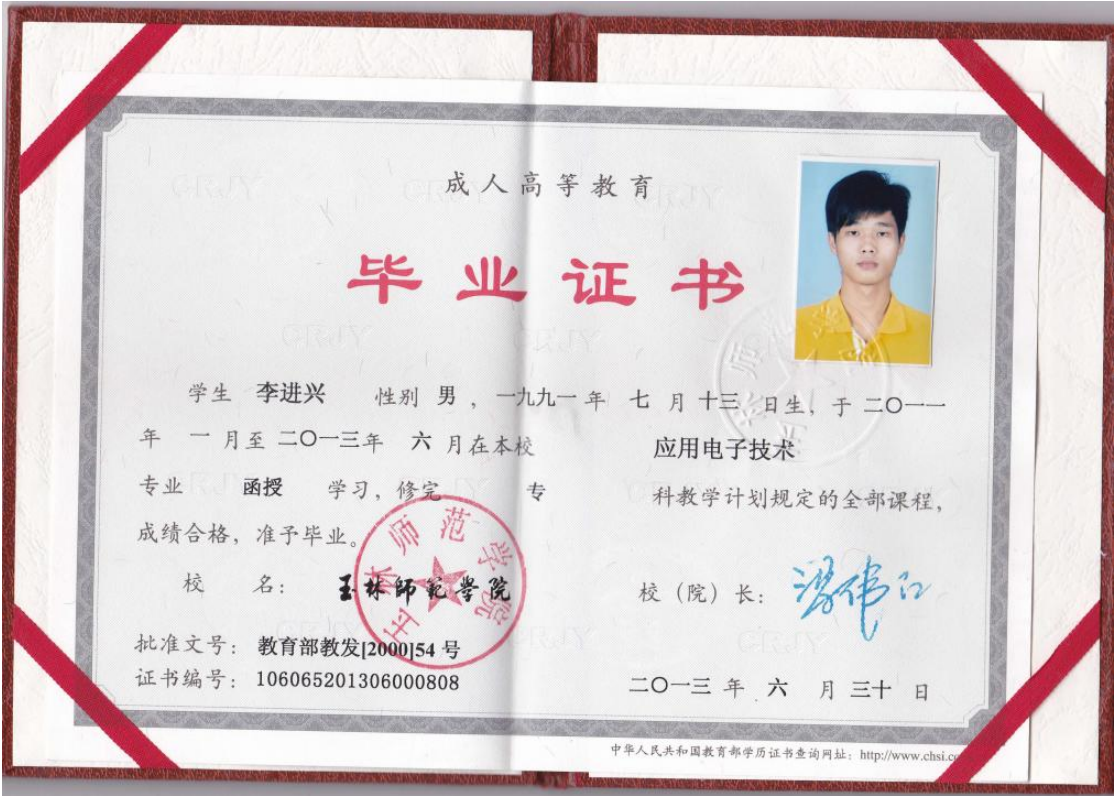 成人高等教育
毕业证书
学生 李进兴 性别 男，一九九一年 七 月 十三 日生，于 二〇一一
年 一 月至 二〇一三年 六 月在本校 应用电子技术
专业 函授 学习，修完 专 科教学计划规定的全部课程，
成绩合格，准予毕业。
校 名： 玉林師範學院
玉林师范学院
校（院）长： 
批准文号： 教育部教发[2000]54 号
证书编号： 106065201306000808
二〇一三 年 六 月 三十 日
中华人民共和国教育部学历证书查询网址：http://www.chsi.c